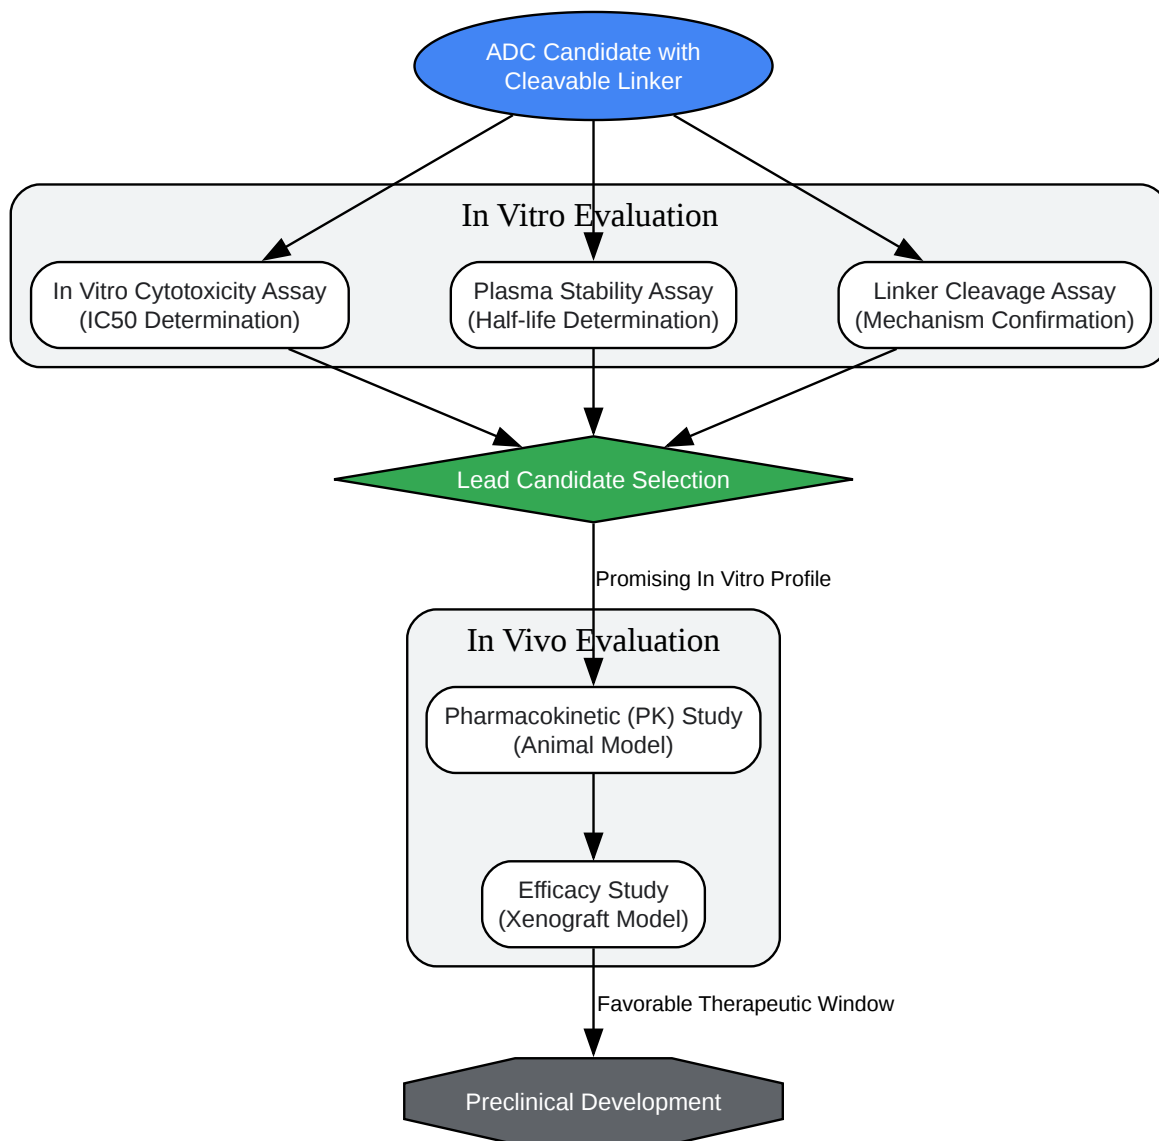 ADC Candidate with
Cleavable Linker
In Vitro Evaluation
In Vitro Cytotoxicity Assay
(IC50 Determination)
Plasma Stability Assay
(Half-life Determination)
Linker Cleavage Assay
(Mechanism Confirmation)
Lead Candidate Selection
Promising In Vitro Profile
In Vivo Evaluation
Pharmacokinetic (PK) Study
(Animal Model)
Efficacy Study
(Xenograft Model)
Favorable Therapeutic Window
Preclinical Development